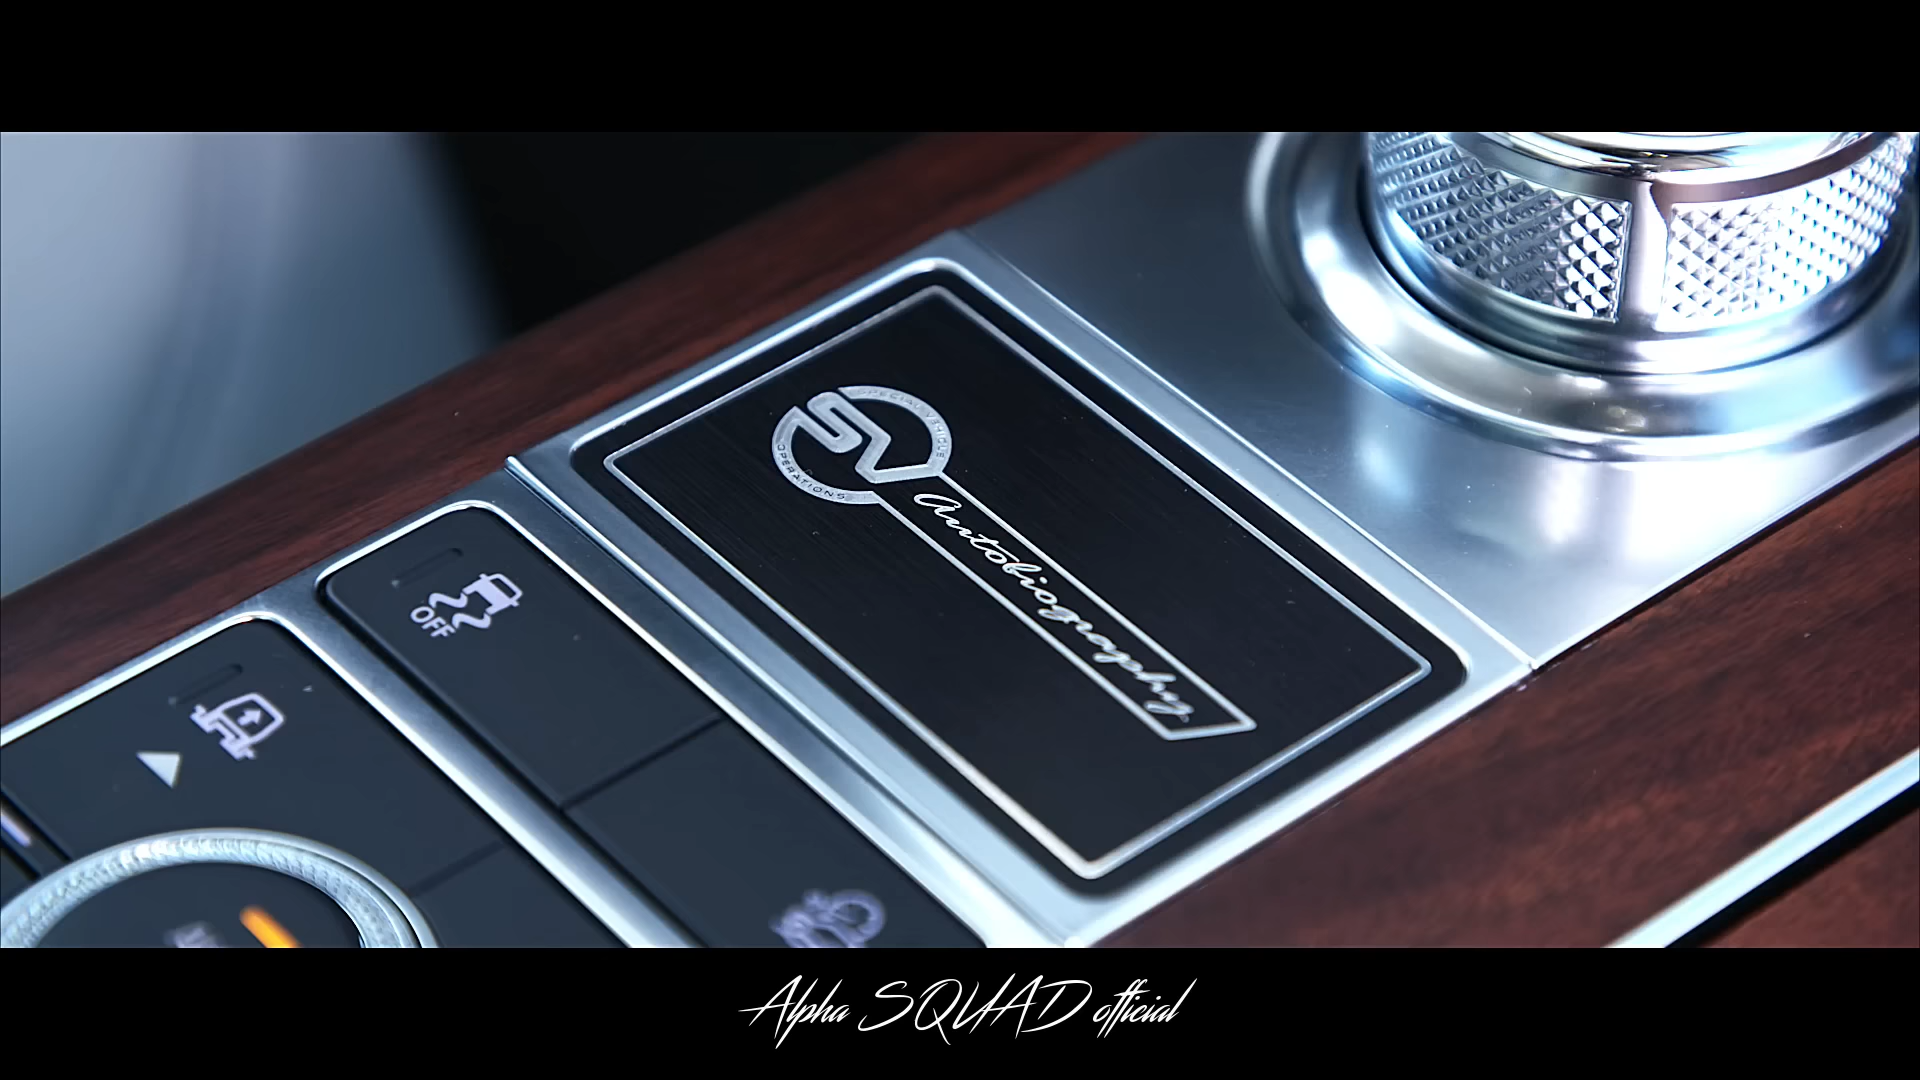 SPECIAL VEHICLE
SV
OPERATIONS
Autobiography
OFF
Alpha SQUAD official